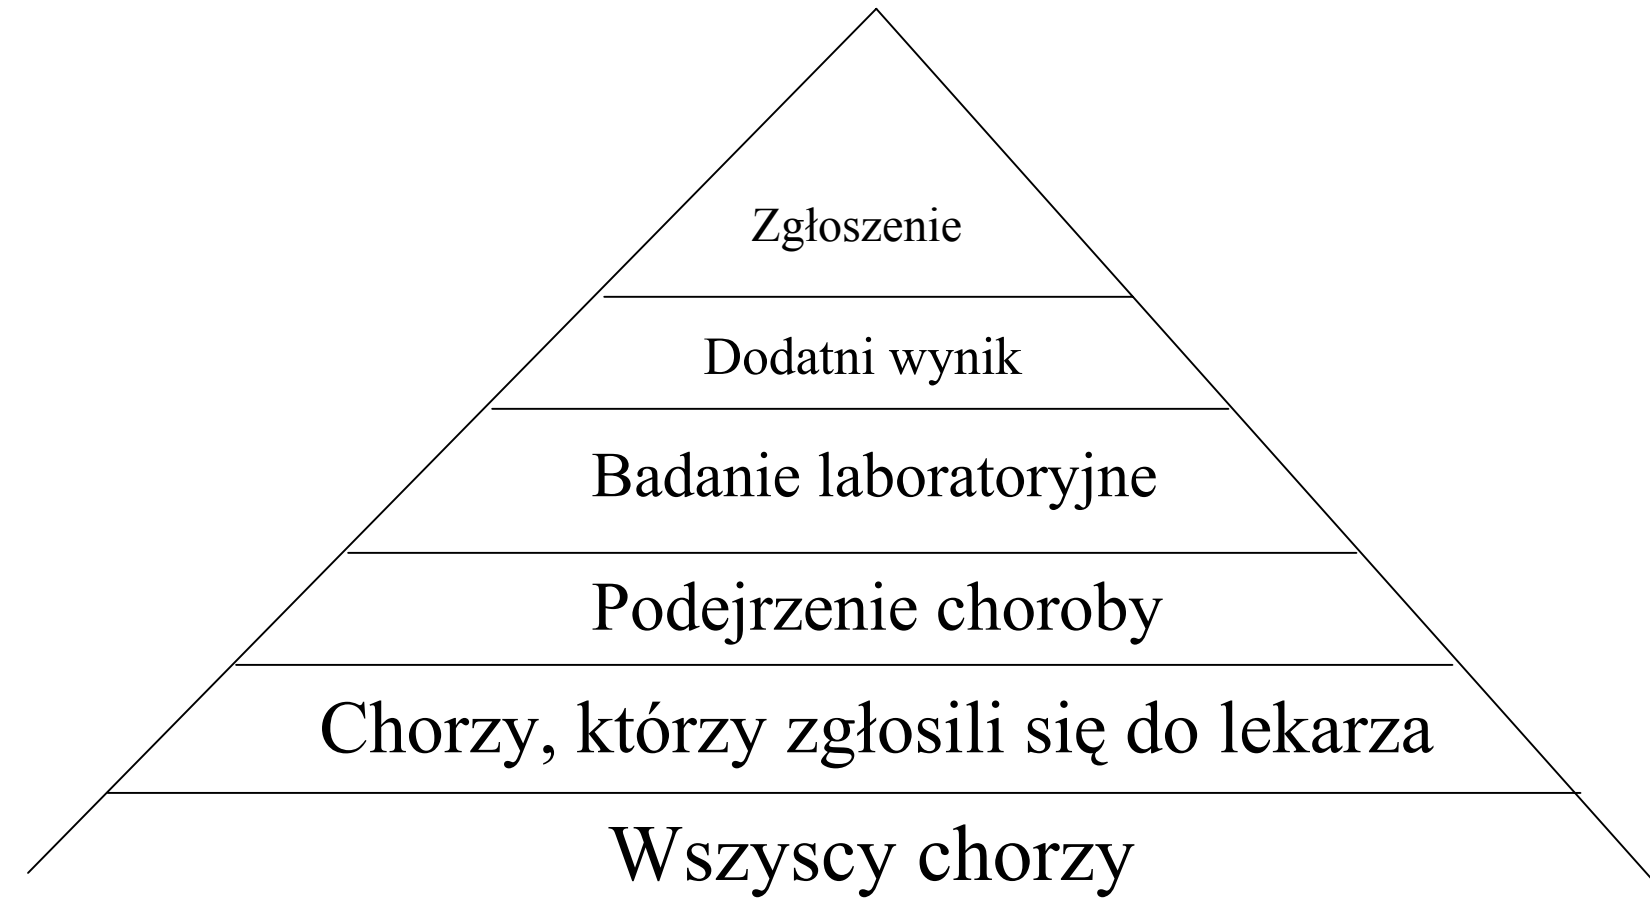 Zgłoszenie
Dodatni wynik
Badanie laboratoryjne
Podejrzenie choroby
Chorzy, którzy zgłosili się do lekarza
Wszyscy chorzy